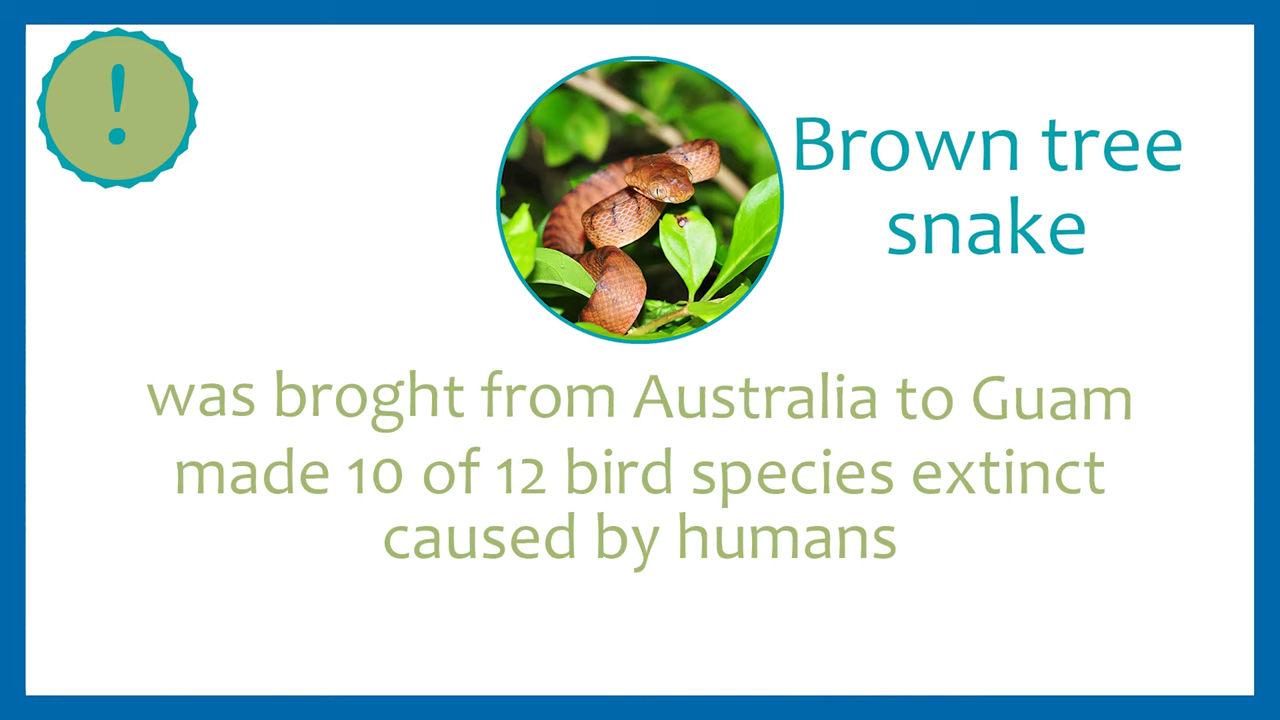 !
Brown tree
snake
was broght from Australia to Guam
made 10 of 12 bird species extinct
caused by humans